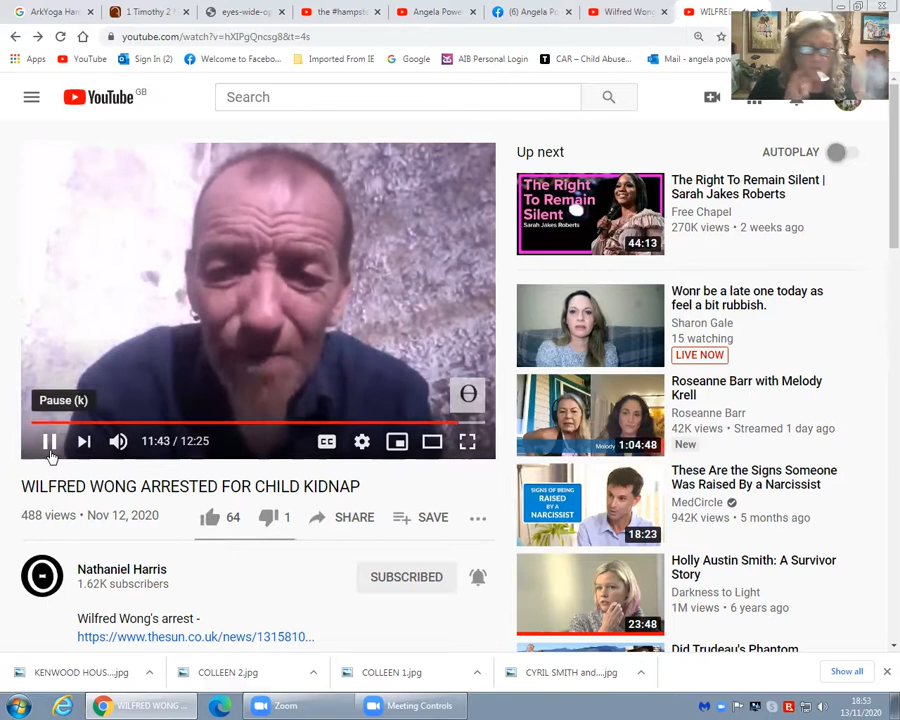 ArkYoga Ha
1 Timothy 2
eyes-wide-op
the #hampst
Angela Powe
(6) Angela P
Wilfred Wong
WILFRE
youtube.com/watch?v=hXIPgQncsg8&t=4s
Apps
YouTube
Sign In (2)
Welcome to Facebo...
Imported From IE
Google
AIB Personal Login
CAR – Child Abuse...
Mail - angela pow
YouTube GB
Search
Up next
AUTOPLAY
The Right To Remain Silent
Sarah Jakes Roberts
44:13
The Right To Remain Silent |
Sarah Jakes Roberts
Free Chapel
270K views • 2 weeks ago
Wonr be a late one today as
feel a bit rubbish.
Sharon Gale
15 watching
LIVE NOW
Melody
1:04:48
Roseanne Barr with Melody
Krell
Roseanne Barr
42K views • Streamed 1 day ago
New
SIGNS OF BEING
RAISED
BY A
NARCISSIST
18:23
These Are the Signs Someone
Was Raised By a Narcissist
MedCircle
942K views • 5 months ago
23:48
Holly Austin Smith: A Survivor
Story
Darkness to Light
1M views • 6 years ago
Did Trudeau's Phantom
Pause (k)
11:43 / 12:25
CC
WILFRED WONG ARRESTED FOR CHILD KIDNAP
488 views • Nov 12, 2020
64
1
SHARE
SAVE
Nathaniel Harris
1.62K subscribers
SUBSCRIBED
Wilfred Wong's arrest -
https://www.thesun.co.uk/news/1315810...
KENWOOD HOUS....jpg
COLLEEN 2.jpg
COLLEEN 1.jpg
CYRIL SMITH and....jpg
Show all
WILFRED WONG ...
Zoom
Meeting Controls
18:53
13/11/2020